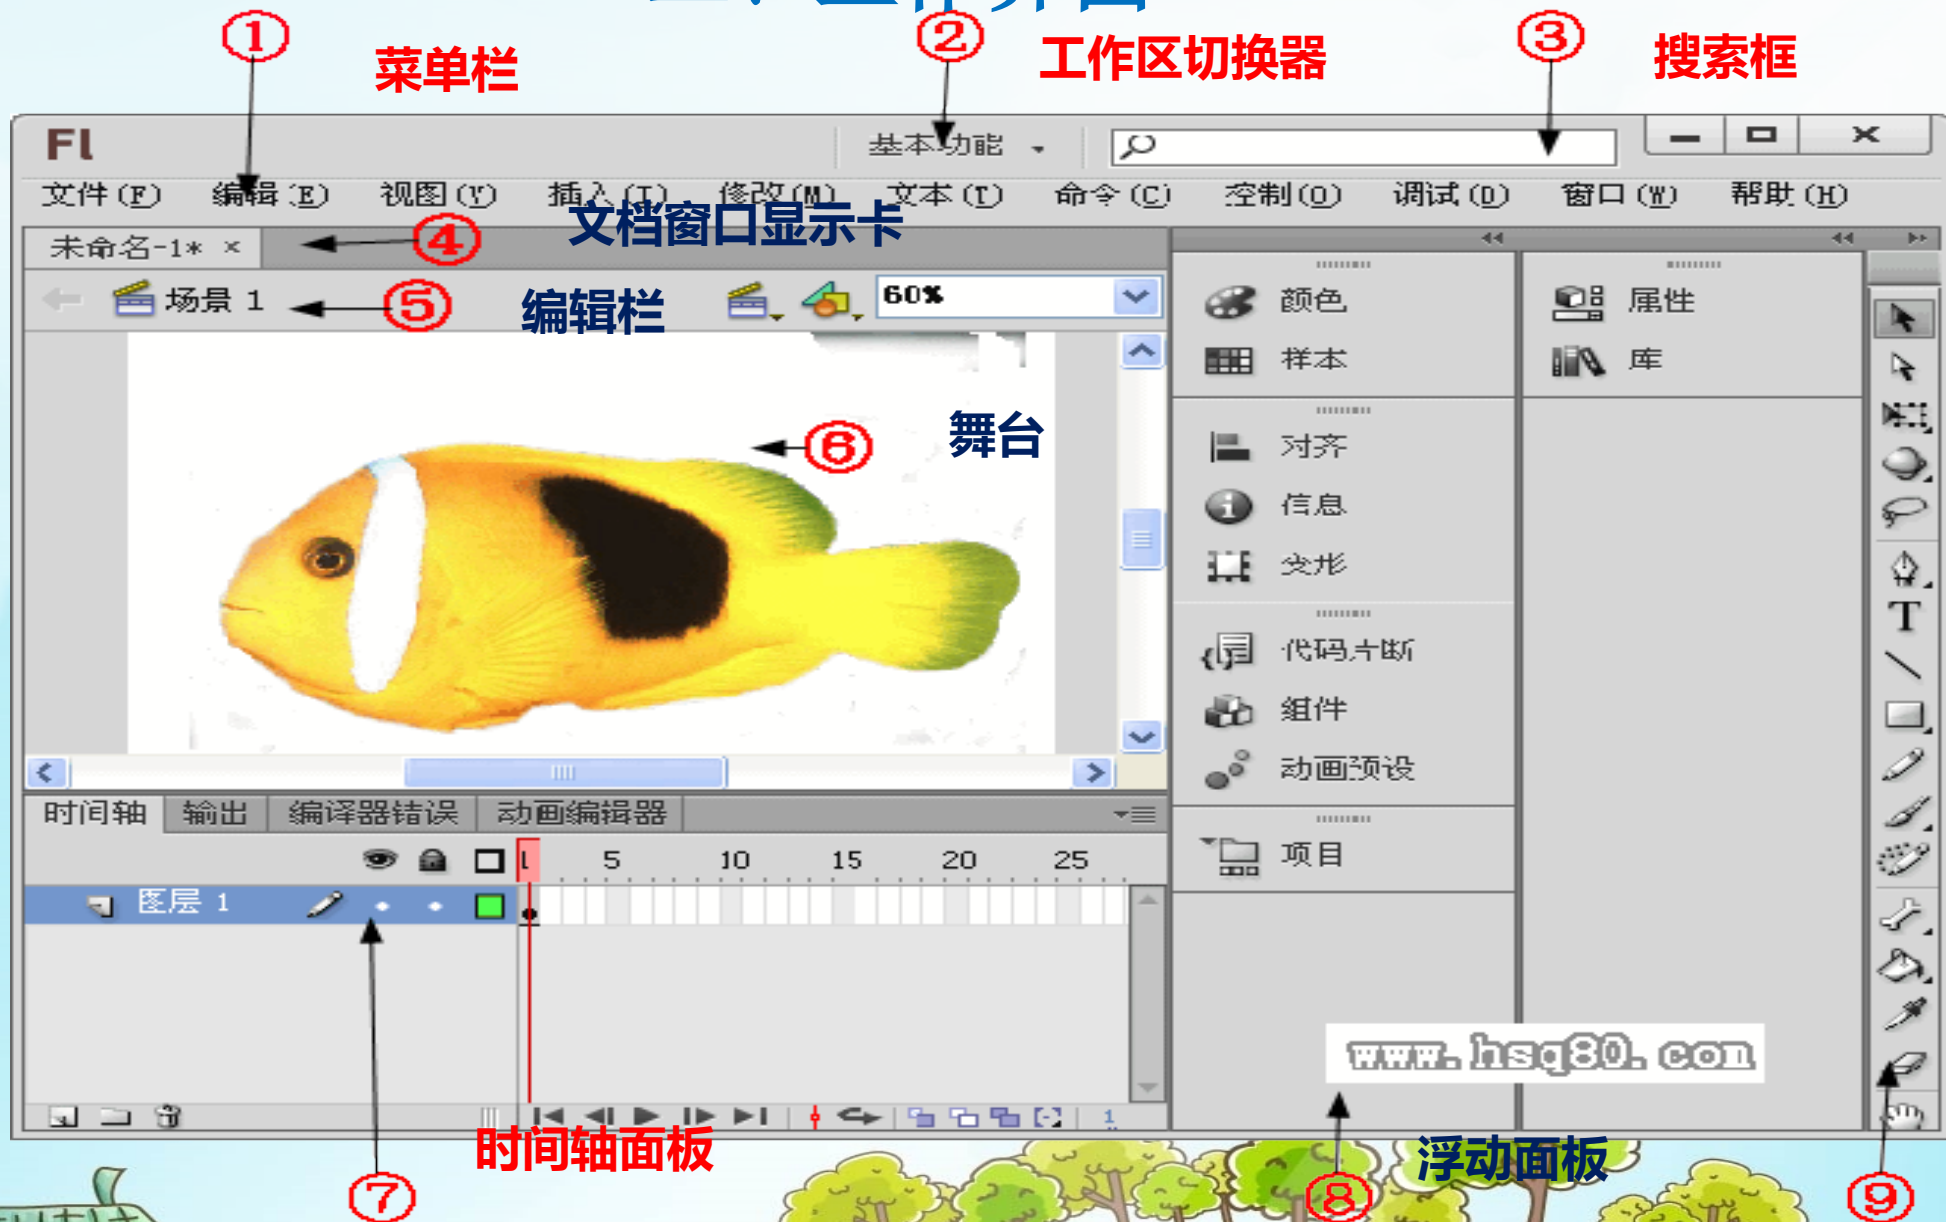 ① 菜单栏 ② 工作区切换器 ③ 搜索框
Fl 基本功能
文件(F) 编辑(E) 视图(V) 插入(I) 修改(M) 文本(T) 命令(C) 控制(O) 调试(D) 窗口(W) 帮助(H)
未命名-1* × ④ 文档窗口显示卡
场景 1 ⑤ 编辑栏 60%
⑥ 舞台
颜色
样本
对齐
信息
变形
代码片断
组件
动画预设
项目
属性
库
T
时间轴 输出 编译器错误 动画编辑器
1 5 10 15 20 25
图层 1
www.hsq80.com
1
时间轴面板
浮动面板
⑦ ⑧ ⑨